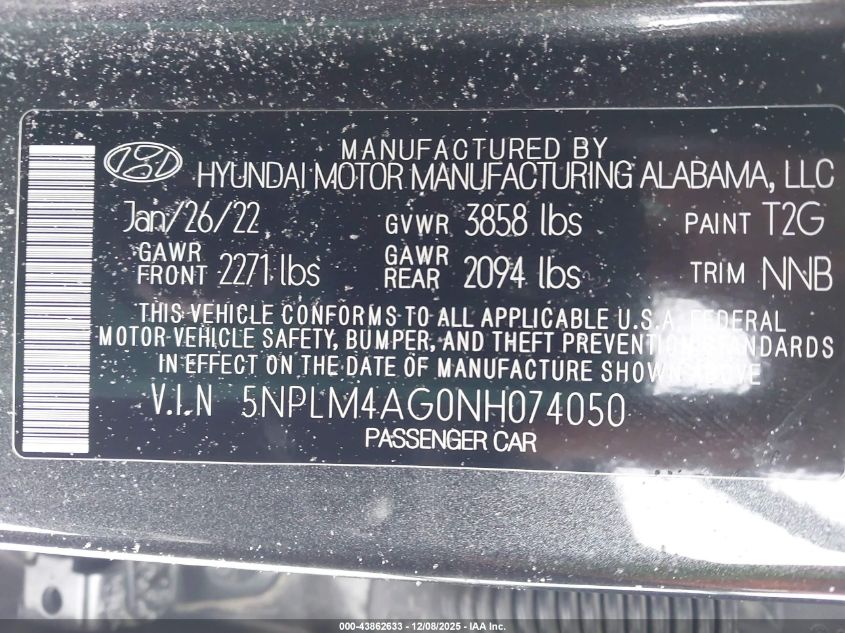 MANUFACTURED BY
HYUNDAI MOTOR MANUFACTURING ALABAMA, LLC
Jan/26/22 GVWR 3858 lbs PAINT T2G
GAWR FRONT 2271 lbs GAWR REAR 2094 lbs TRIM NNB
THIS VEHICLE CONFORMS TO ALL APPLICABLE U.S.A. FEDERAL
MOTOR VEHICLE SAFETY, BUMPER, AND THEFT PREVENTION STANDARDS
IN EFFECT ON THE DATE OF MANUFACTURE SHOWN ABOVE
V.I.N 5NPLM4AG0NH074050
PASSENGER CAR
000-43862633 - 12/08/2025 - IAA Inc.